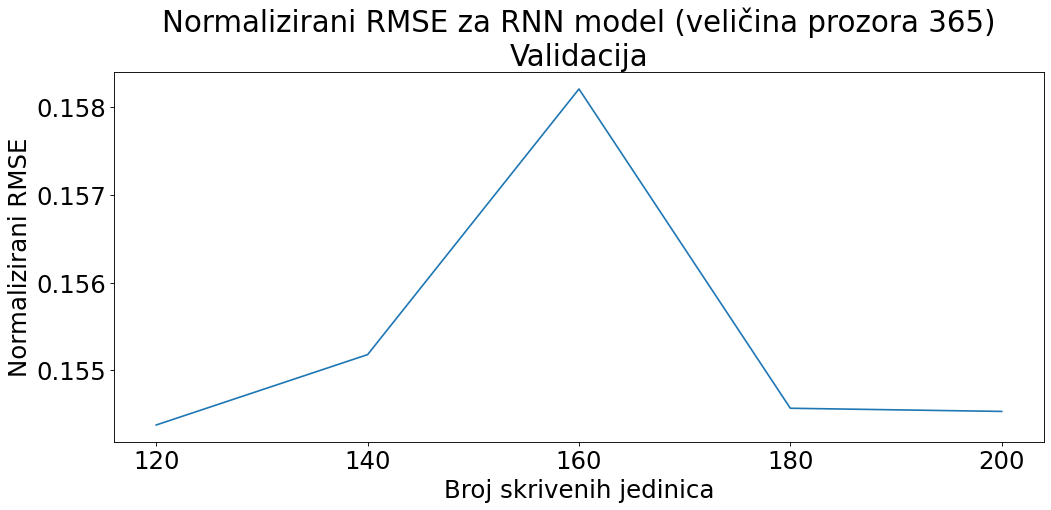 Normalizirani RMSE za RNN model (veličina prozora 365)
Validacija
Normalizirani RMSE
0.158
0.157
0.156
0.155
120 140 160 180 200
Broj skrivenih jedinica